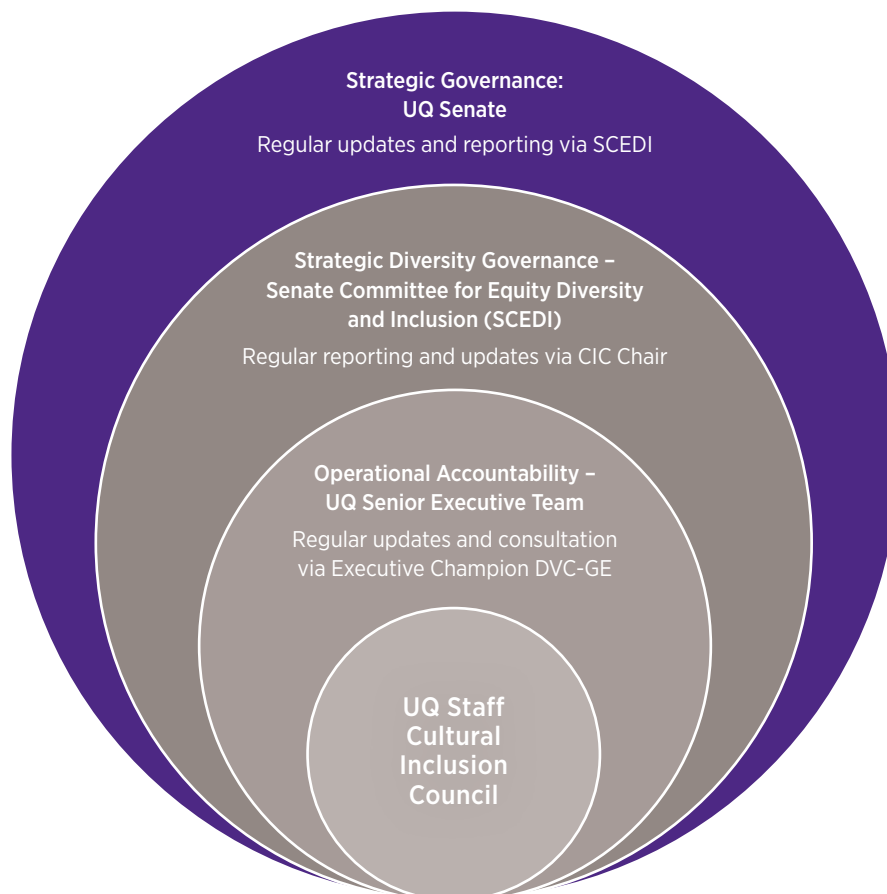 Strategic Governance:
UQ Senate
Regular updates and reporting via SCEDI
Strategic Diversity Governance –
Senate Committee for Equity Diversity
and Inclusion (SCEDI)
Regular reporting and updates via CIC Chair
Operational Accountability –
UQ Senior Executive Team
Regular updates and consultation
via Executive Champion DVC-GE
UQ Staff
Cultural
Inclusion
Council